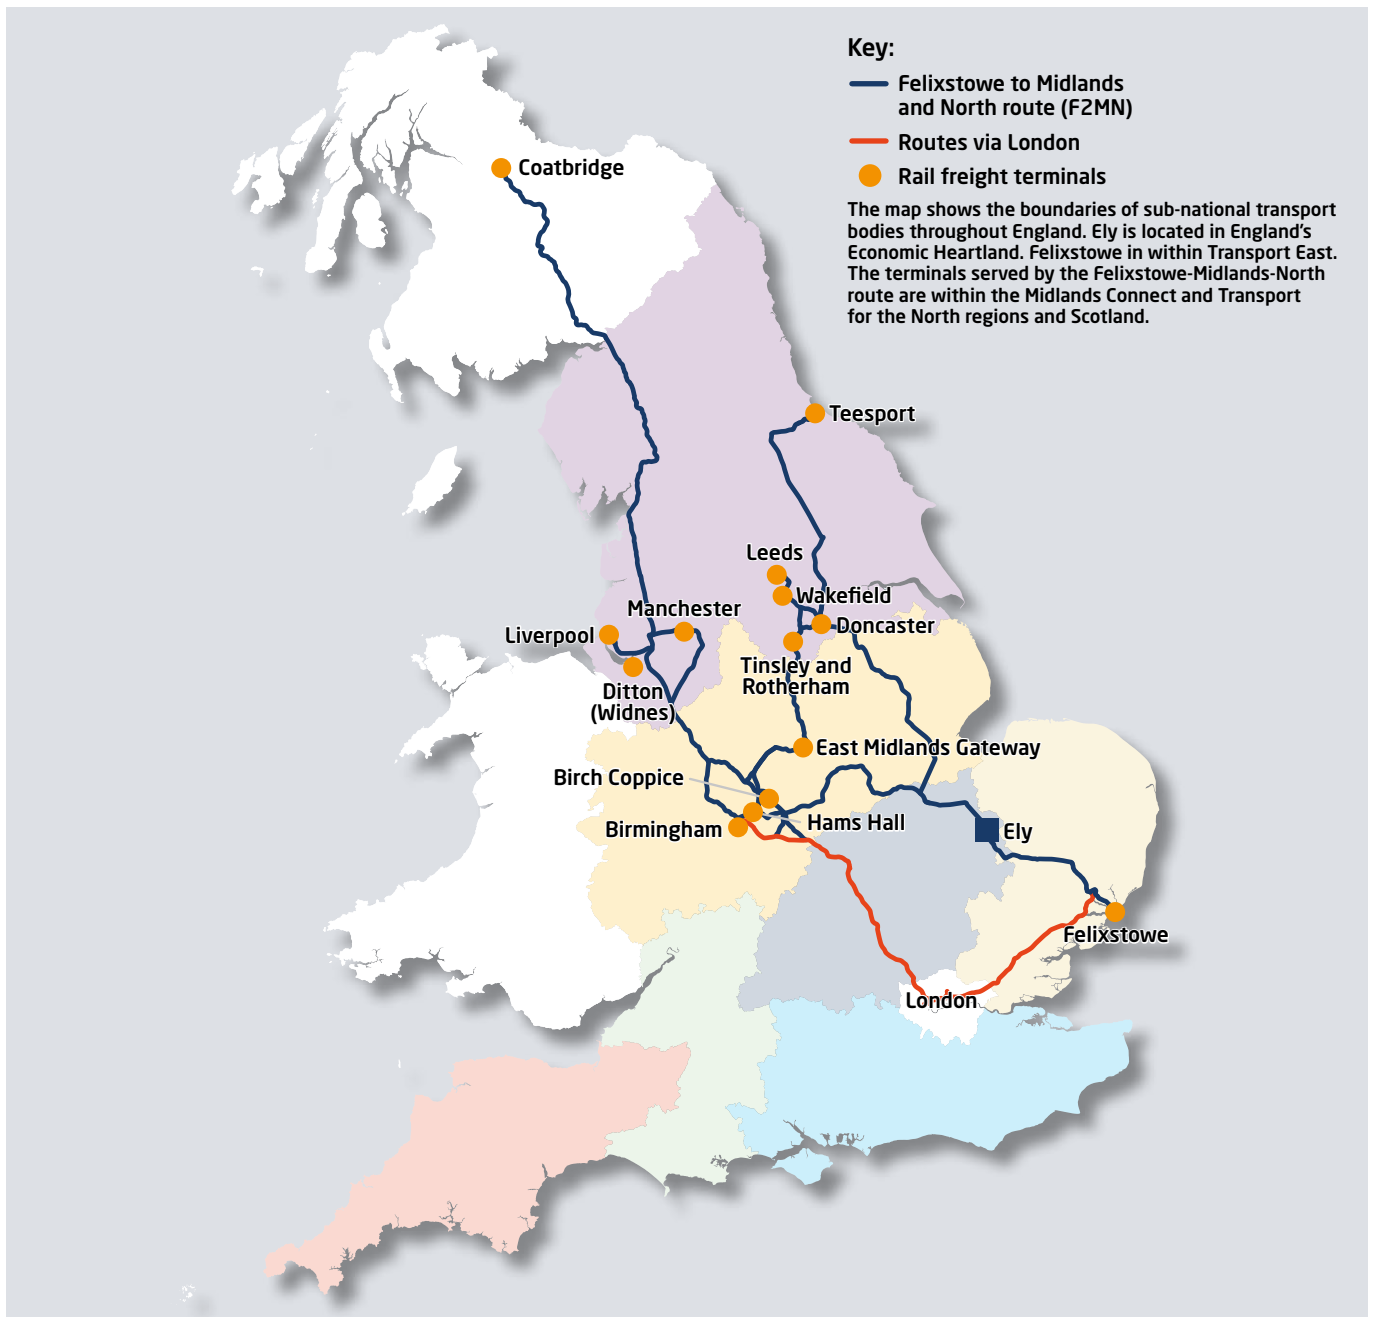 Key:
Felixstowe to Midlands
and North route (F2MN)
Routes via London
Rail freight terminals
The map shows the boundaries of sub-national transport
bodies throughout England. Ely is located in England's
Economic Heartland. Felixstowe in within Transport East.
The terminals served by the Felixstowe-Midlands-North
route are within the Midlands Connect and Transport
for the North regions and Scotland.
Coatbridge
Teesport
Leeds
Wakefield
Manchester
Doncaster
Liverpool
Tinsley and
Rotherham
Ditton
(Widnes)
East Midlands Gateway
Birch Coppice
Hams Hall
Birmingham
Ely
Felixstowe
London